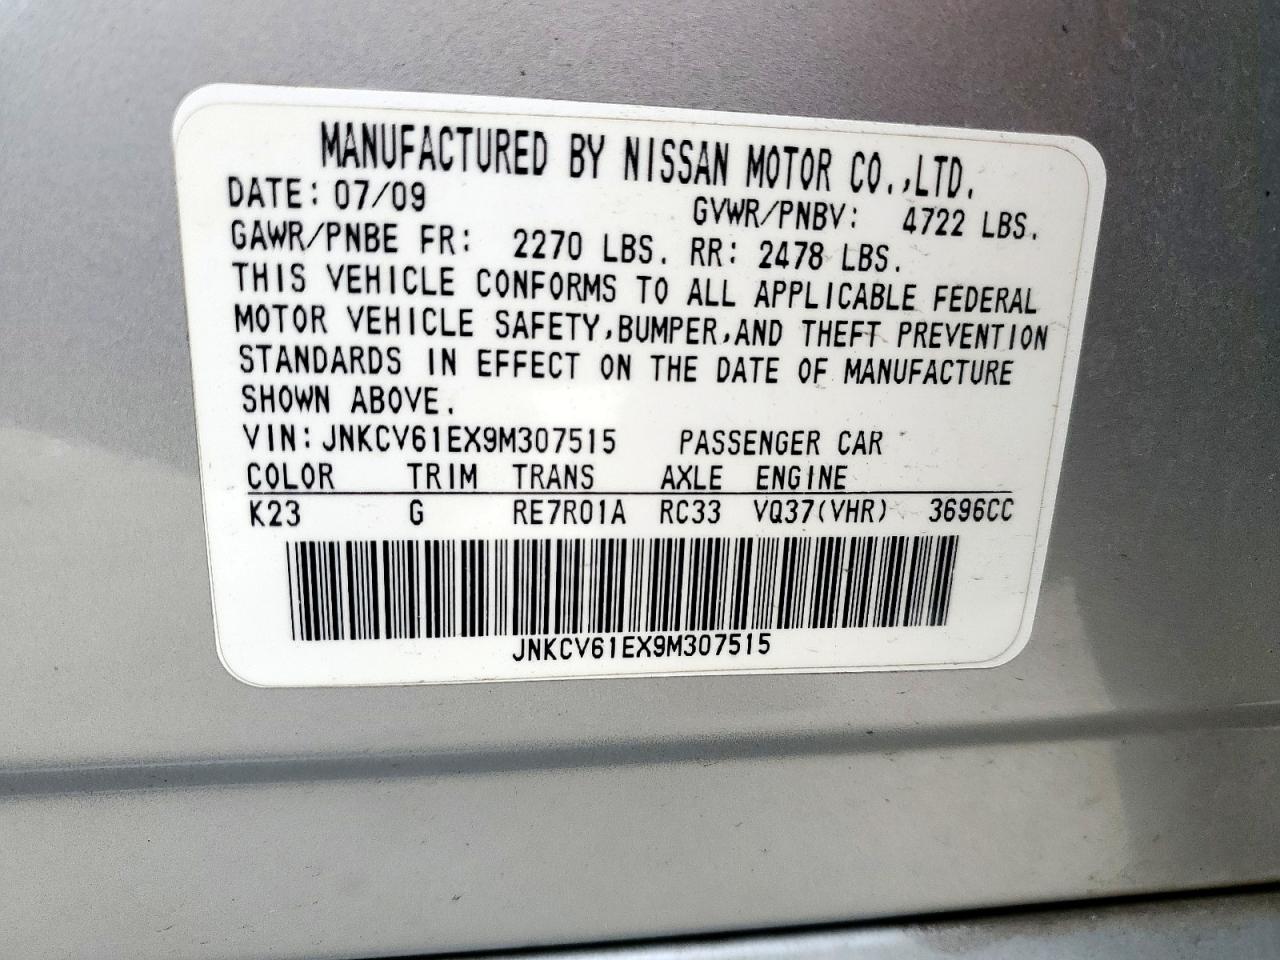 MANUFACTURED BY NISSAN MOTOR CO.,LTD.
DATE: 07/09 GVWR/PNBV: 4722 LBS.
GAWR/PNBE FR: 2270 LBS. RR: 2478 LBS.
THIS VEHICLE CONFORMS TO ALL APPLICABLE FEDERAL
MOTOR VEHICLE SAFETY,BUMPER,AND THEFT PREVENTION
STANDARDS IN EFFECT ON THE DATE OF MANUFACTURE
SHOWN ABOVE.
VIN: JNKCV61EX9M307515 PASSENGER CAR
COLOR TRIM TRANS AXLE ENGINE
K23 G RE7R01A RC33 VQ37(VHR) 3696CC
JNKCV61EX9M307515